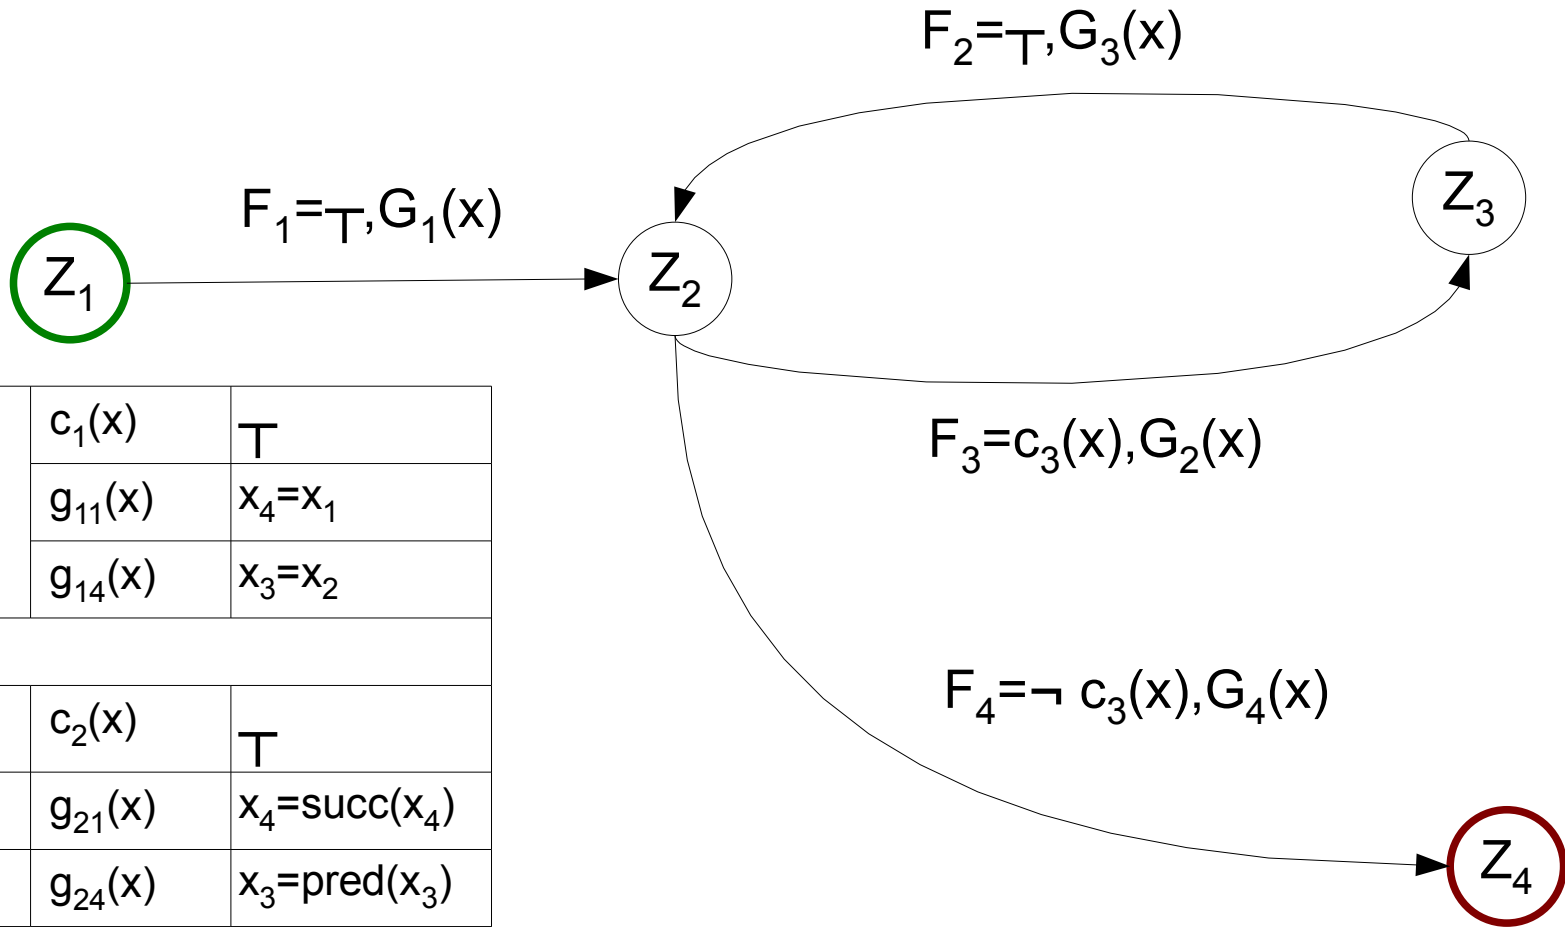 F₂=⊤,G₃(x)
Z₃
F₁=⊤,G₁(x)
Z₁
Z₂
c₁(x) ⊤
g₁₁(x) x₄=x₁
g₁₄(x) x₃=x₂
F₃=c₃(x),G₂(x)
c₂(x) ⊤
g₂₁(x) x₄=succ(x₄)
g₂₄(x) x₃=pred(x₃)
F₄=¬ c₃(x),G₄(x)
Z₄